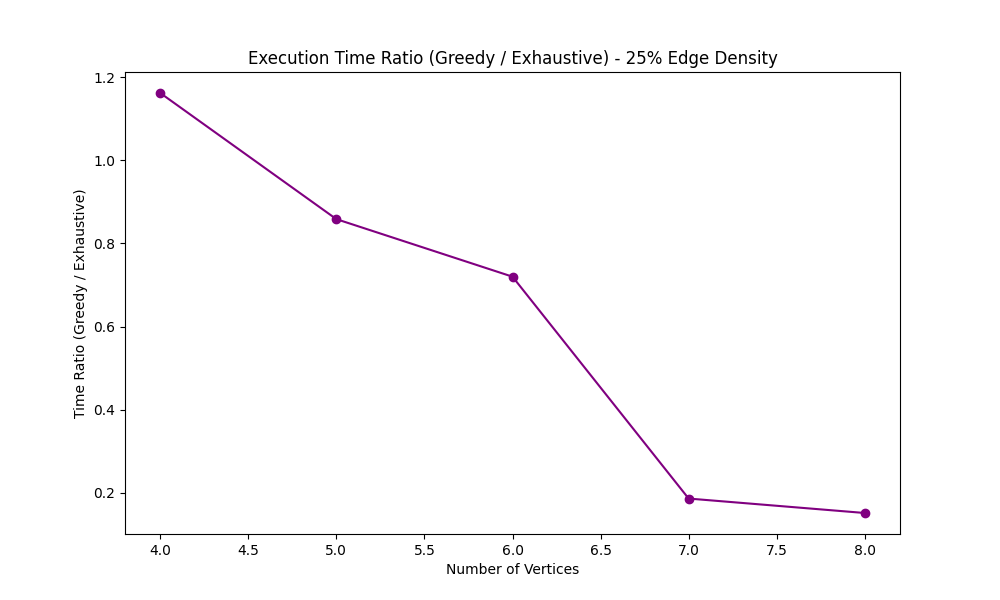 Execution Time Ratio (Greedy / Exhaustive) - 25% Edge Density
Time Ratio (Greedy / Exhaustive)
1.2
1.0
0.8
0.6
0.4
0.2
4.0 4.5 5.0 5.5 6.0 6.5 7.0 7.5 8.0
Number of Vertices